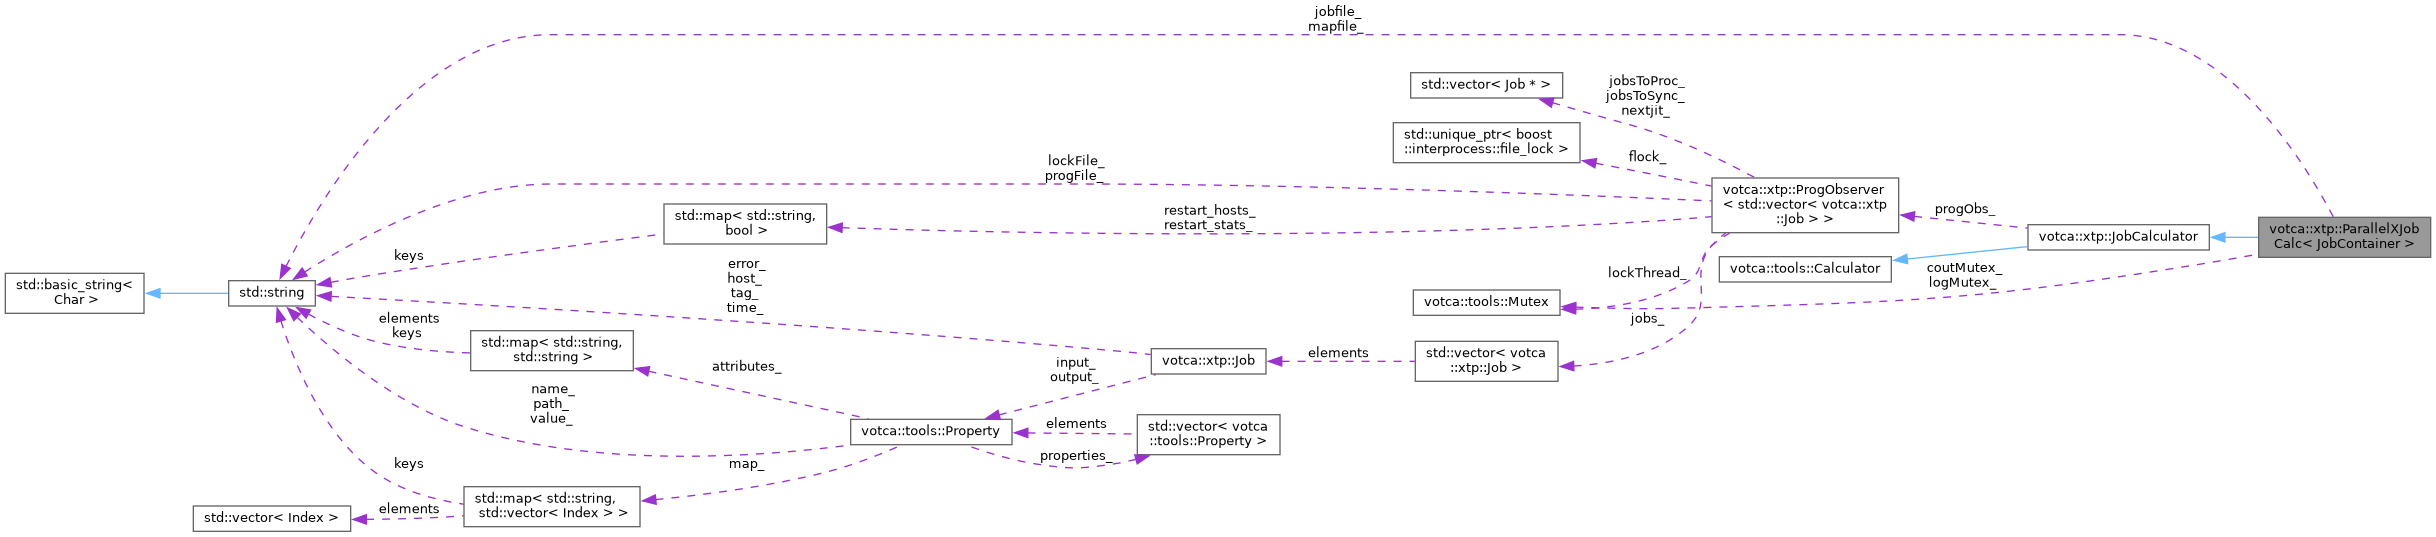 jobfile_
mapfile_
std::vector< Job * >
jobsToProc_
jobsToSync_
nextjit_
std::unique_ptr< boost
::interprocess::file_lock >
flock_
lockFile_
progFile_
votca::xtp::ProgObserver
< std::vector< votca::xtp
::Job > >
std::map< std::string,
bool >
restart_hosts_
restart_stats_
progObs_
votca::xtp::JobCalculator
votca::xtp::ParallelXJob
Calc< JobContainer >
keys
votca::tools::Calculator
coutMutex_
logMutex_
lockThread_
error_
host_
tag_
time_
std::basic_string<
Char >
std::string
votca::tools::Mutex
elements
keys
jobs_
std::map< std::string,
std::string >
votca::xtp::Job
elements
std::vector< votca
::xtp::Job >
attributes_
input_
output_
name_
path_
value_
votca::tools::Property
elements
std::vector< votca
::tools::Property >
properties_
keys
map_
std::map< std::string,
std::vector< Index > >
elements
std::vector< Index >